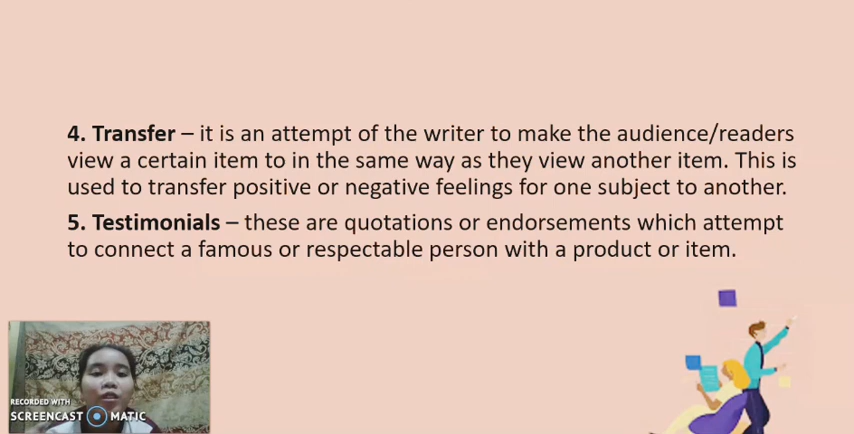 4. Transfer – it is an attempt of the writer to make the audience/readers
view a certain item to in the same way as they view another item. This is
used to transfer positive or negative feelings for one subject to another.
5. Testimonials – these are quotations or endorsements which attempt
to connect a famous or respectable person with a product or item.
RECORDED WITH
SCREENCAST MATIC